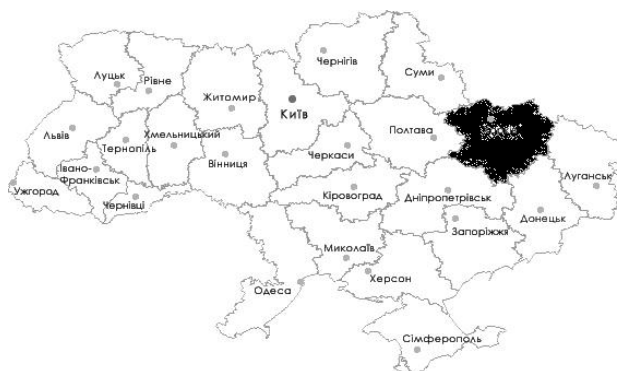 Чернігів
Луцьк
Рівне
Суми
Житомир
Київ
Львів
Хмельницький
Тернопіль
Вінниця
Черкаси
Полтава
Івано-
Франківськ
Ужгород
Чернівці
Кіровоград
Дніпропетрівськ
Луганськ
Донецьк
Запоріжжя
Миколаїв
Херсон
Одеса
Сімферополь